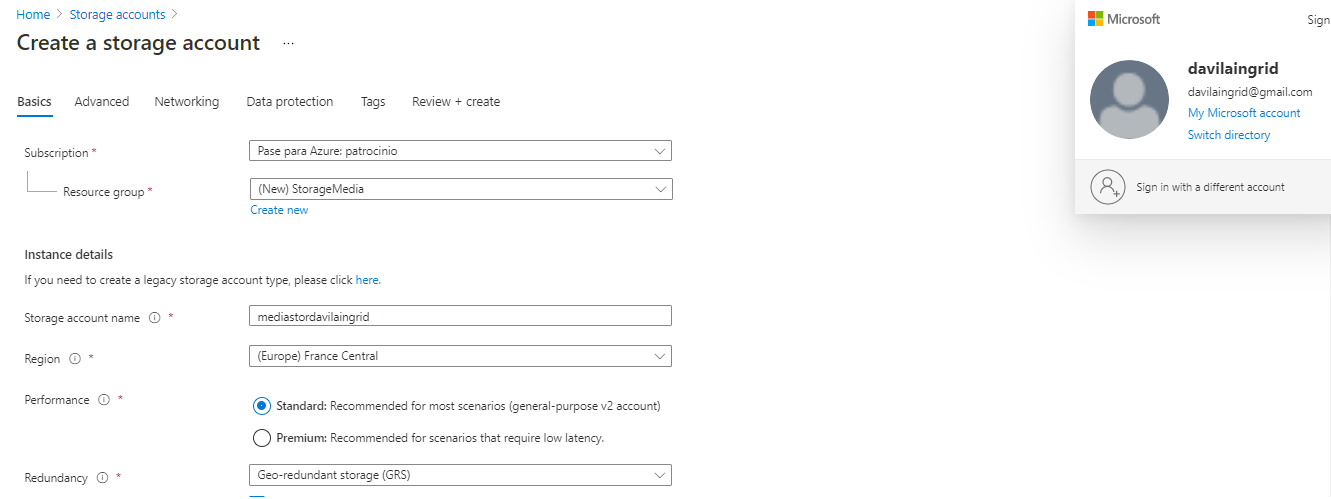 Home > Storage accounts >
Create a storage account ...
Microsoft
Sign
davilaingrid
davilaingrid@gmail.com
My Microsoft account
Switch directory
Sign in with a different account
Basics Advanced Networking Data protection Tags Review + create
Subscription * Pase para Azure: patrocinio
Resource group * (New) StorageMedia
Create new
Instance details
If you need to create a legacy storage account type, please click here.
Storage account name * mediastordavilaingrid
Region * (Europe) France Central
Performance * Standard: Recommended for most scenarios (general-purpose v2 account)
Premium: Recommended for scenarios that require low latency.
Redundancy * Geo-redundant storage (GRS)